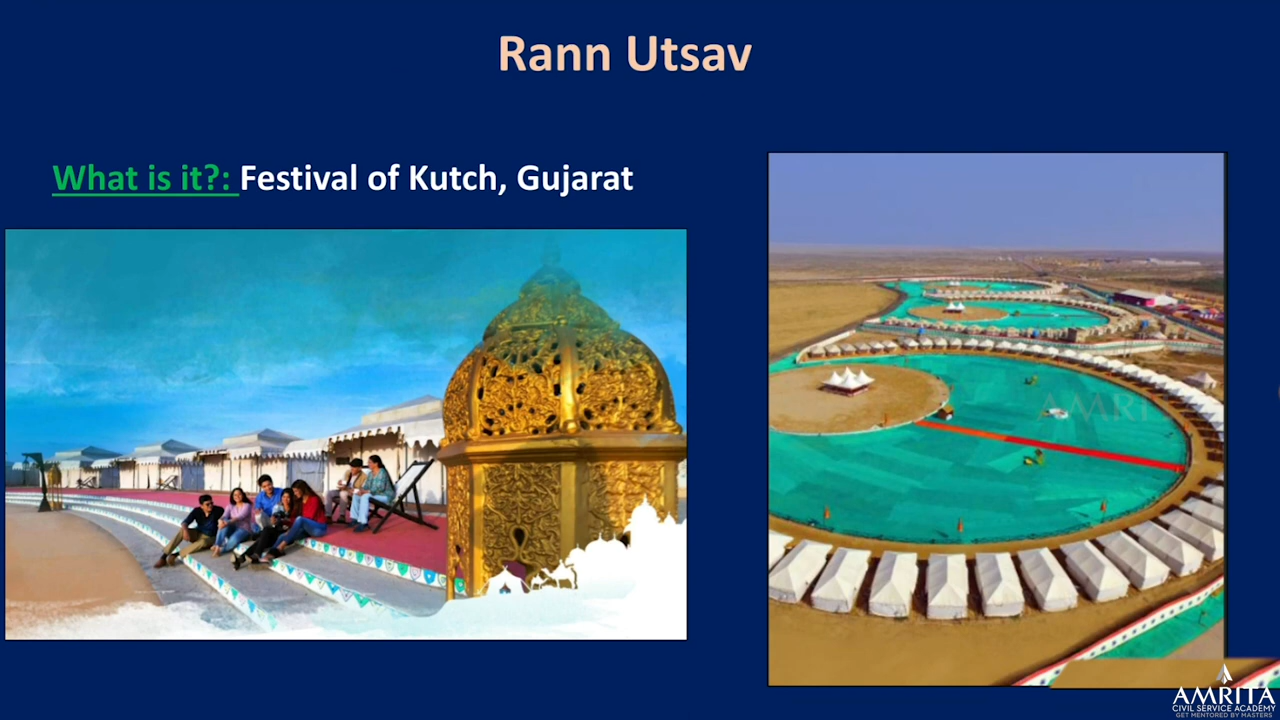 Rann Utsav
What is it?: Festival of Kutch, Gujarat
AMRITA
CIVIL SERVICE ACADEMY
GET MENTORED BY MASTERS